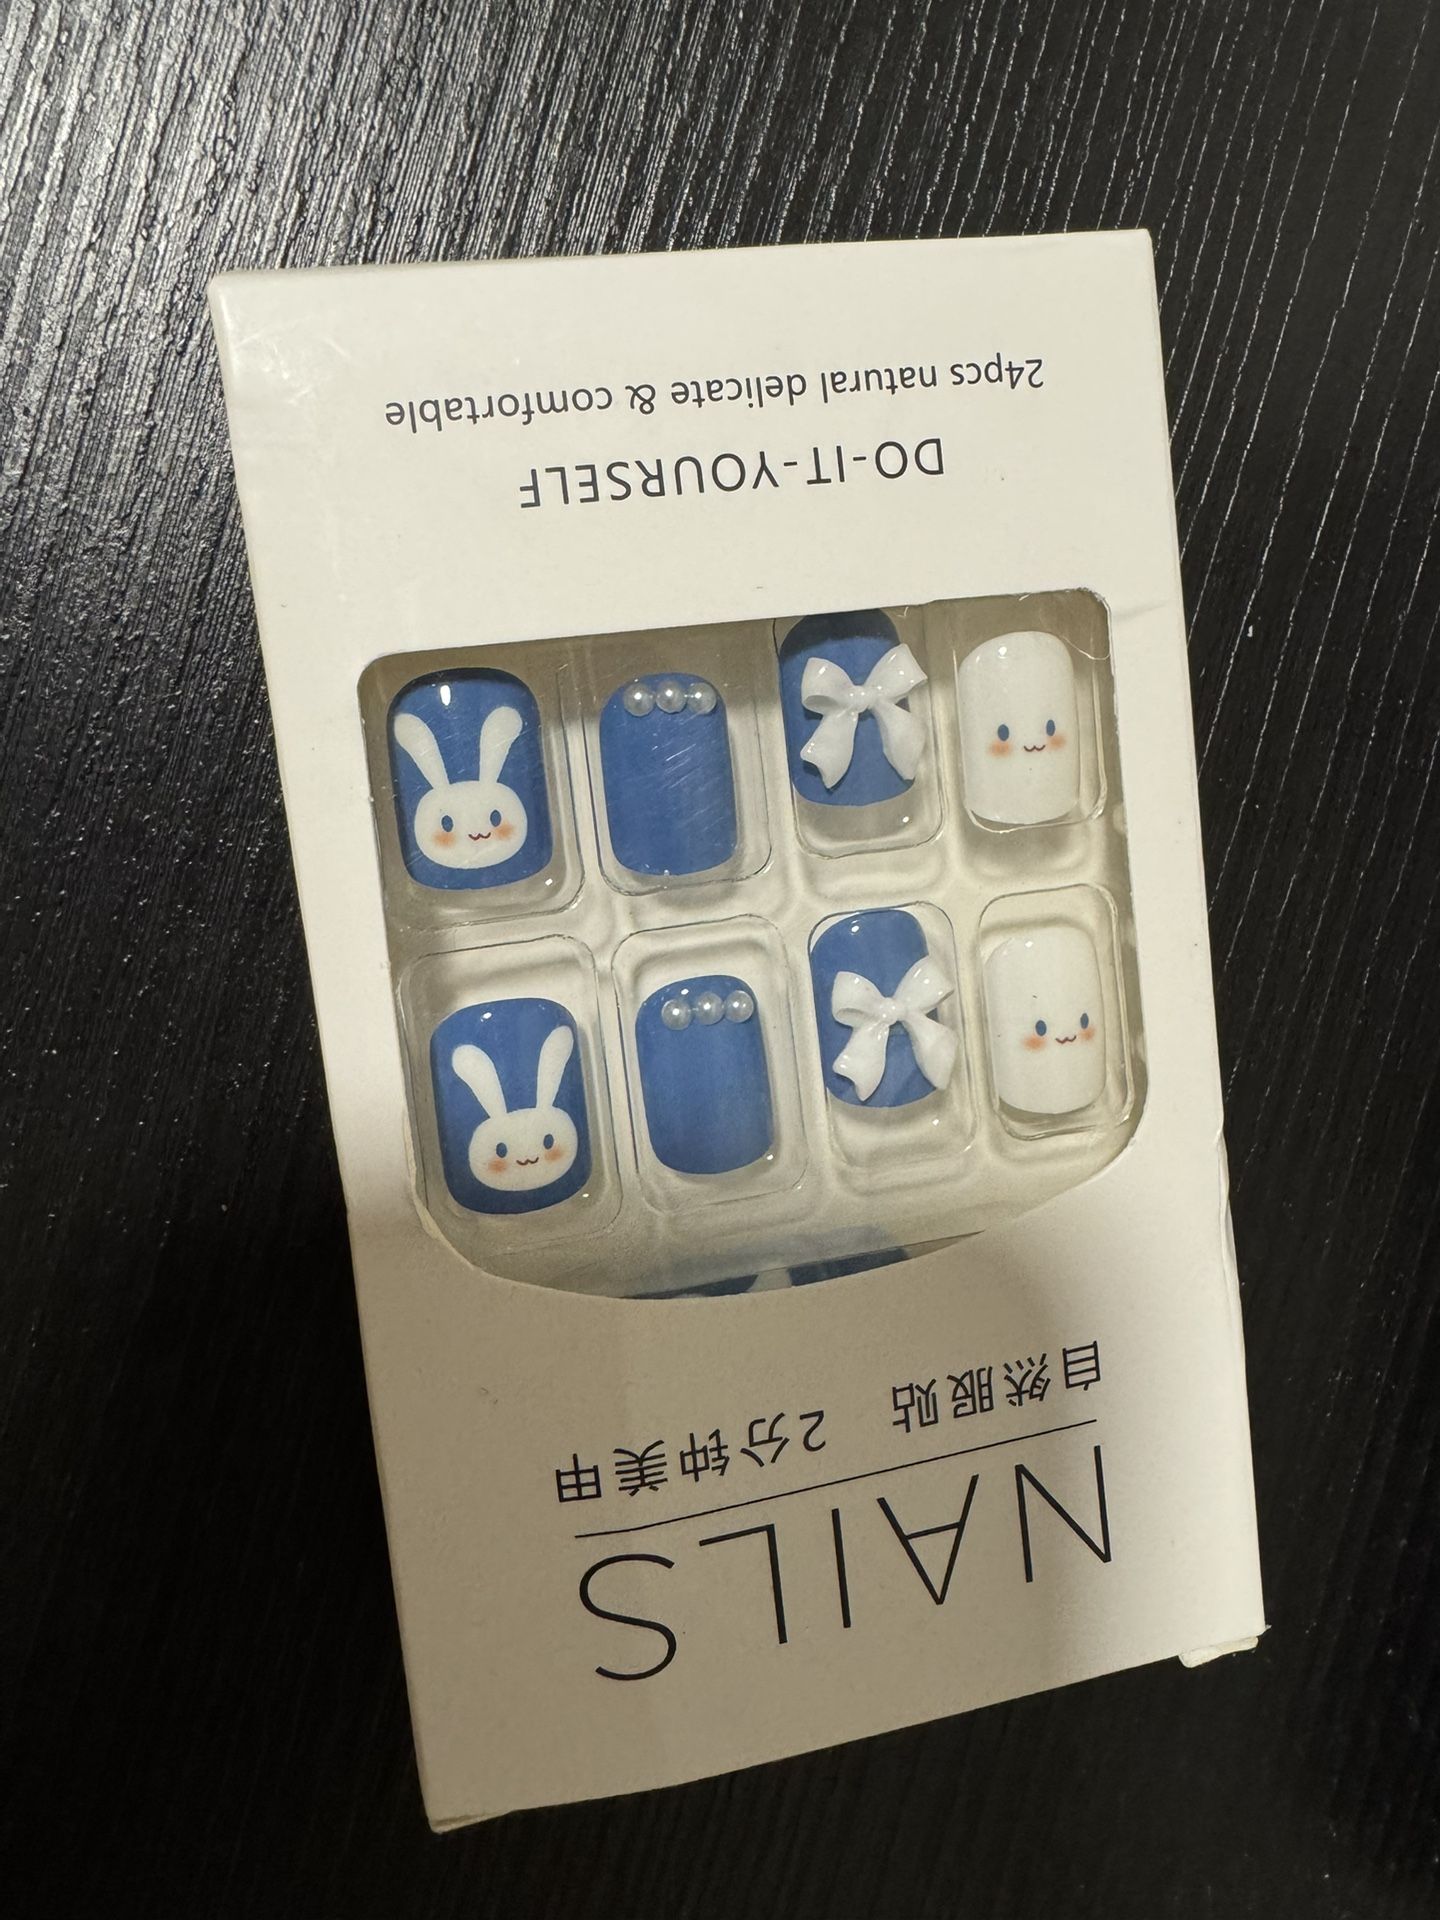 NAILS
自然服贴 2分钟美甲
DO-IT-YOURSELF
24pcs natural delicate & comfortable